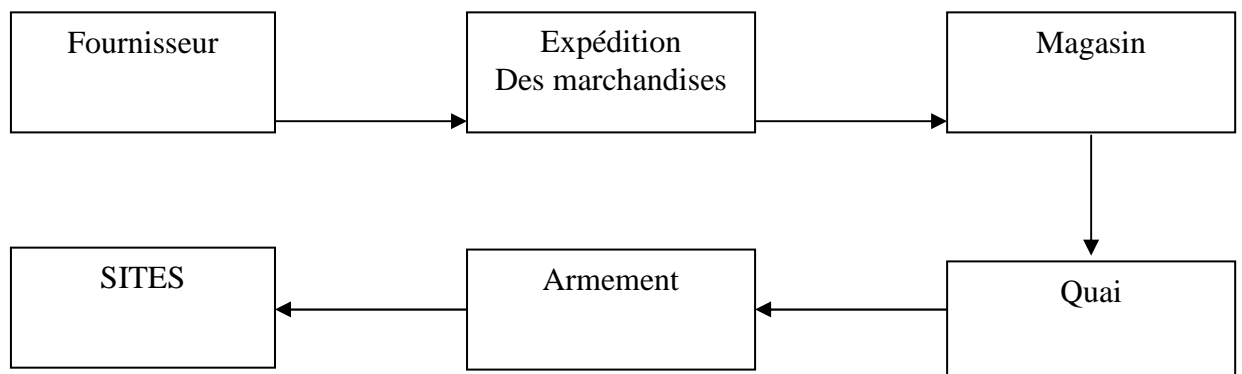 Fournisseur
Expédition
Des marchandises
Magasin
SITES
Armement
Quai